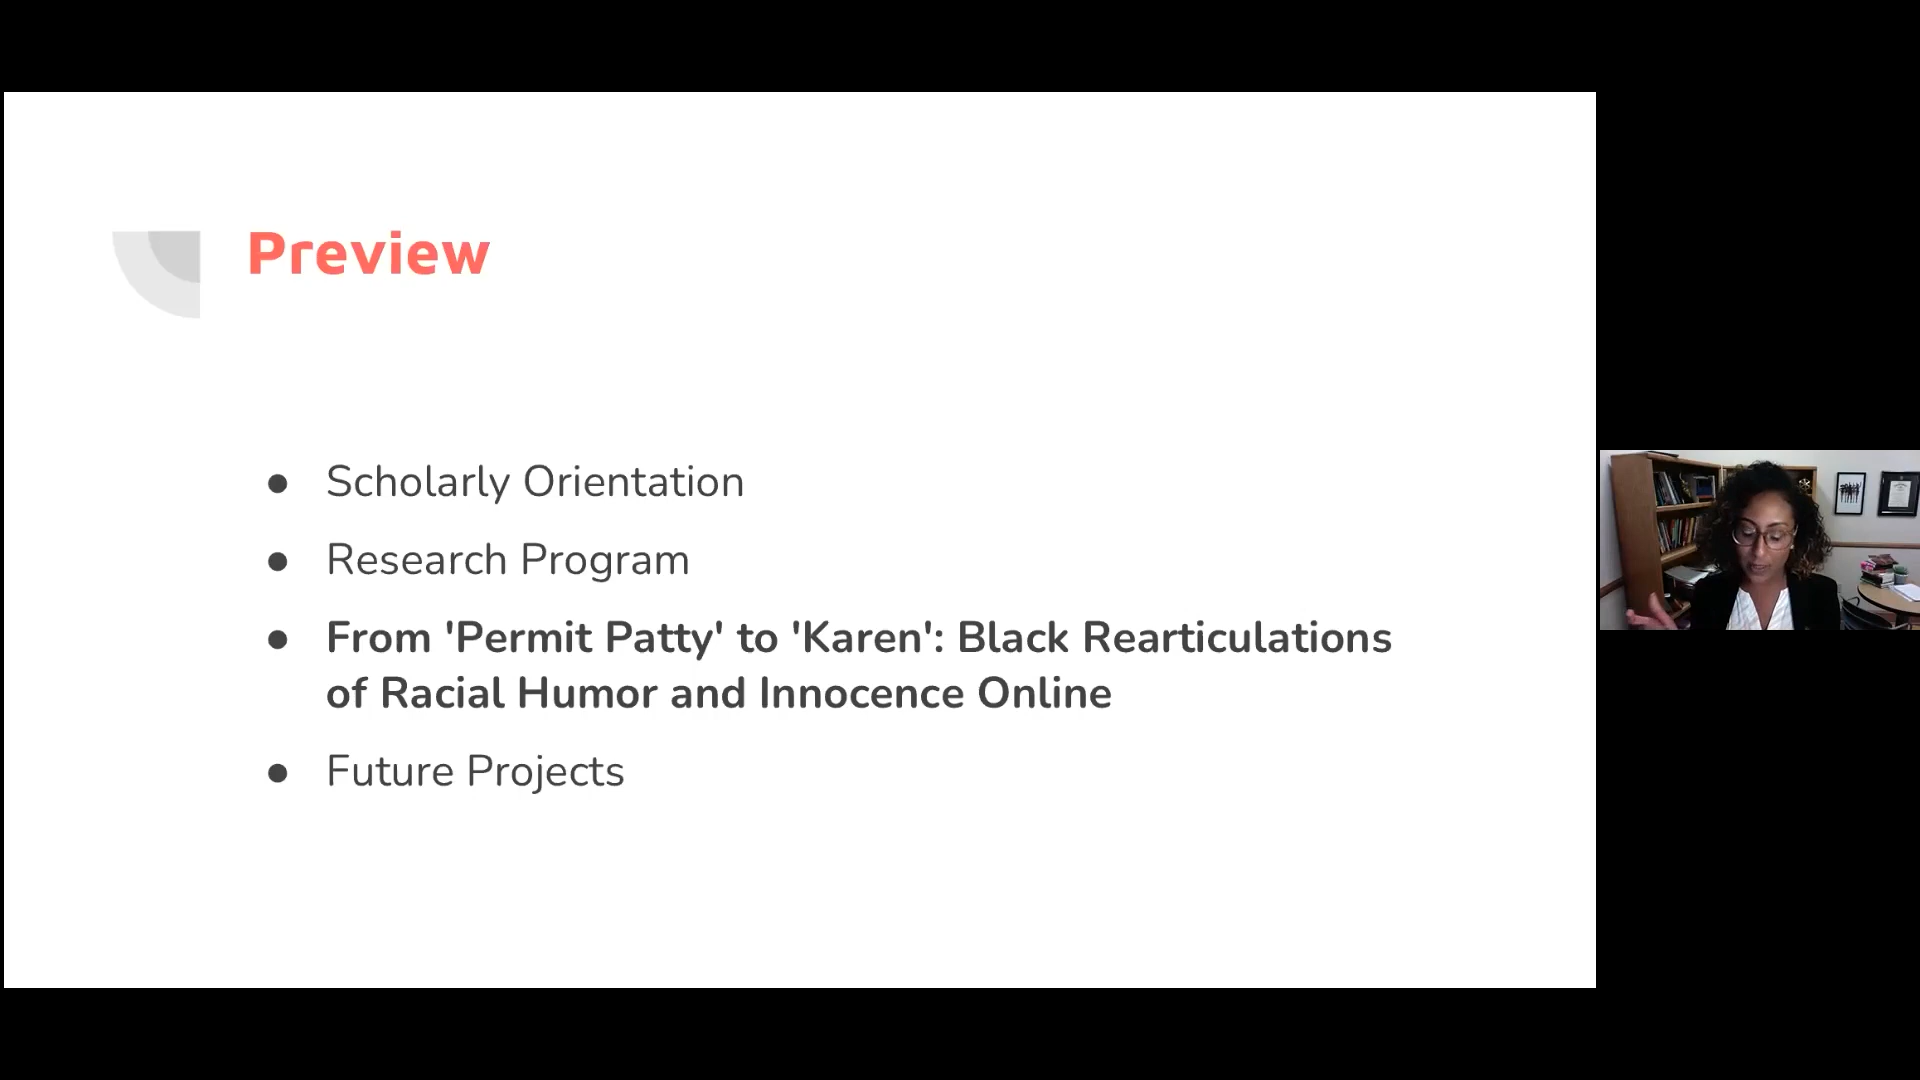 Preview
● Scholarly Orientation
● Research Program
● From 'Permit Patty' to 'Karen': Black Rearticulations
of Racial Humor and Innocence Online
● Future Projects